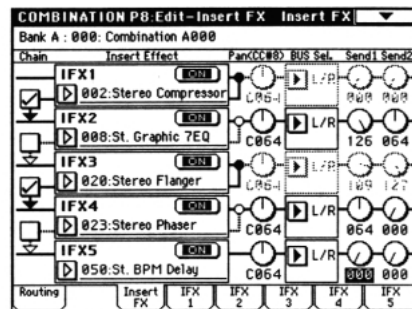 COMBINATION P8:Edit-Insert FX Insert FX
Bank A : 000: Combination A000
Chain Insert Effect Pan(CC#8) BUS Sel. Send1 Send2
IFX1 ON
002:Stereo Compressor C064 L/R 000 000
IFX2 ON
008:St. Graphic 7EQ C064 L/R 126 064
IFX3 ON
020:Stereo Flanger C064 L/R 109 127
IFX4 ON
023:Stereo Phaser C064 L/R 064 000
IFX5 ON
050:St. BPM Delay C064 L/R 000 000
Routing Insert FX IFX 1 IFX 2 IFX 3 IFX 4 IFX 5